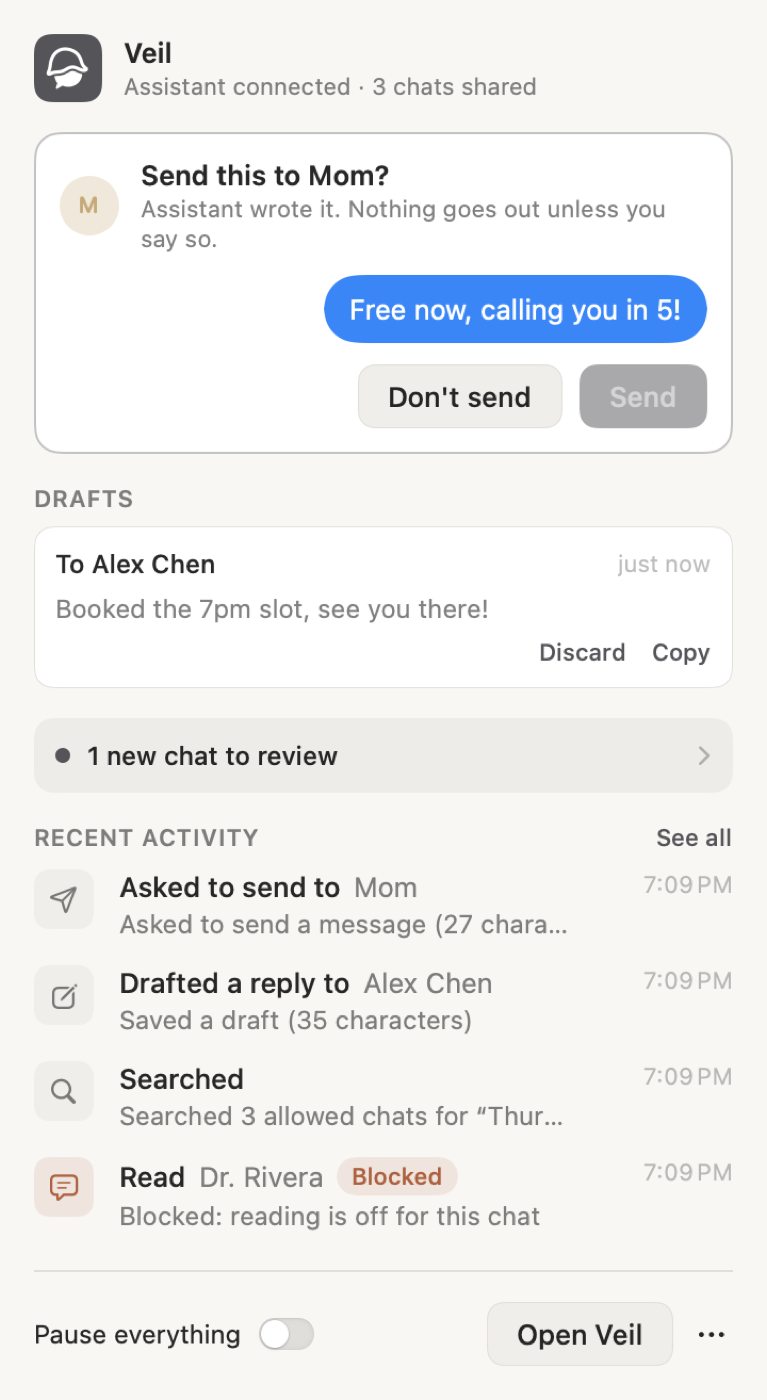 Veil
Assistant connected · 3 chats shared
M
Send this to Mom?
Assistant wrote it. Nothing goes out unless you
say so.
Free now, calling you in 5!
Don't send
Send
DRAFTS
To Alex Chen
just now
Booked the 7pm slot, see you there!
Discard
Copy
1 new chat to review
RECENT ACTIVITY
See all
Asked to send to Mom
7:09 PM
Asked to send a message (27 chara...
Drafted a reply to Alex Chen
7:09 PM
Saved a draft (35 characters)
Searched
7:09 PM
Searched 3 allowed chats for “Thur...
Read Dr. Rivera Blocked
7:09 PM
Blocked: reading is off for this chat
Pause everything
Open Veil